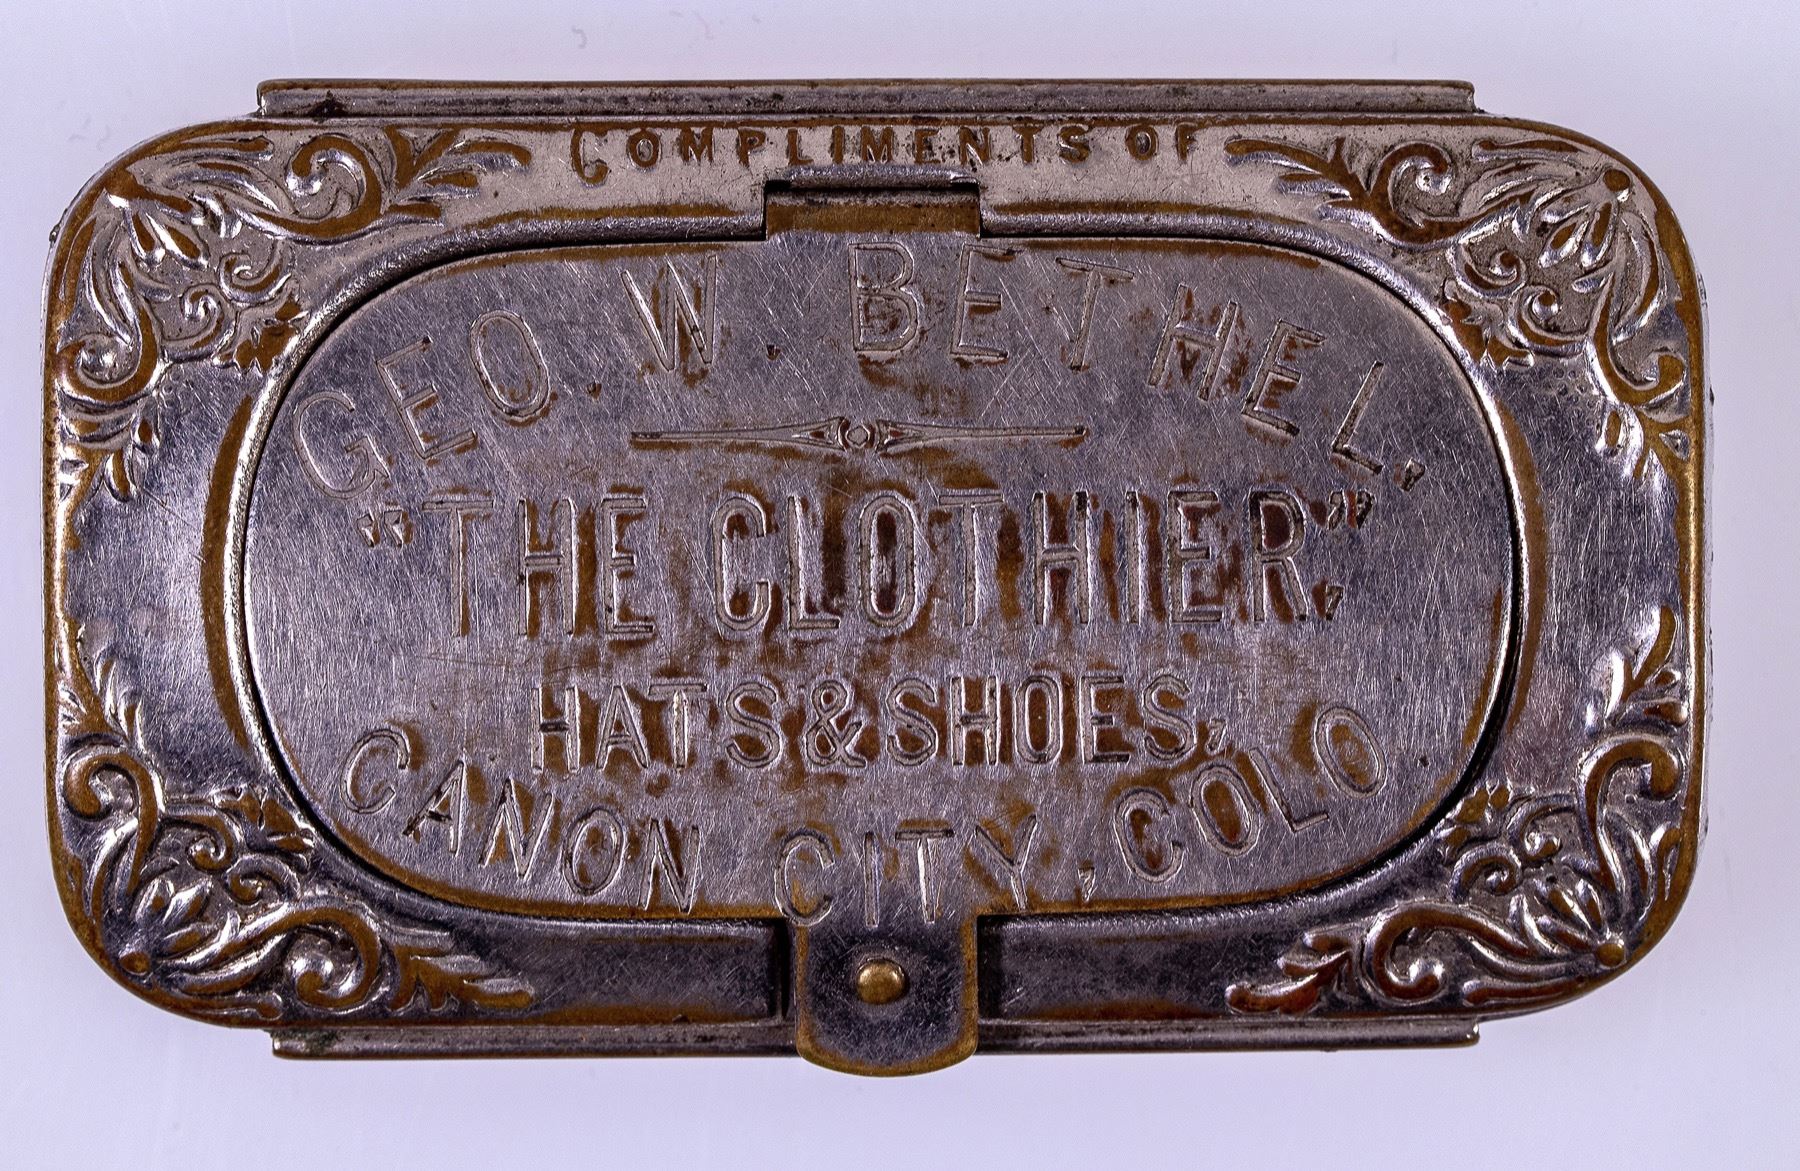 COMPLIMENTS OF
GEO. W. BETHEL,
"THE CLOTHIER,"
HATS & SHOES,
CANON CITY, COLO